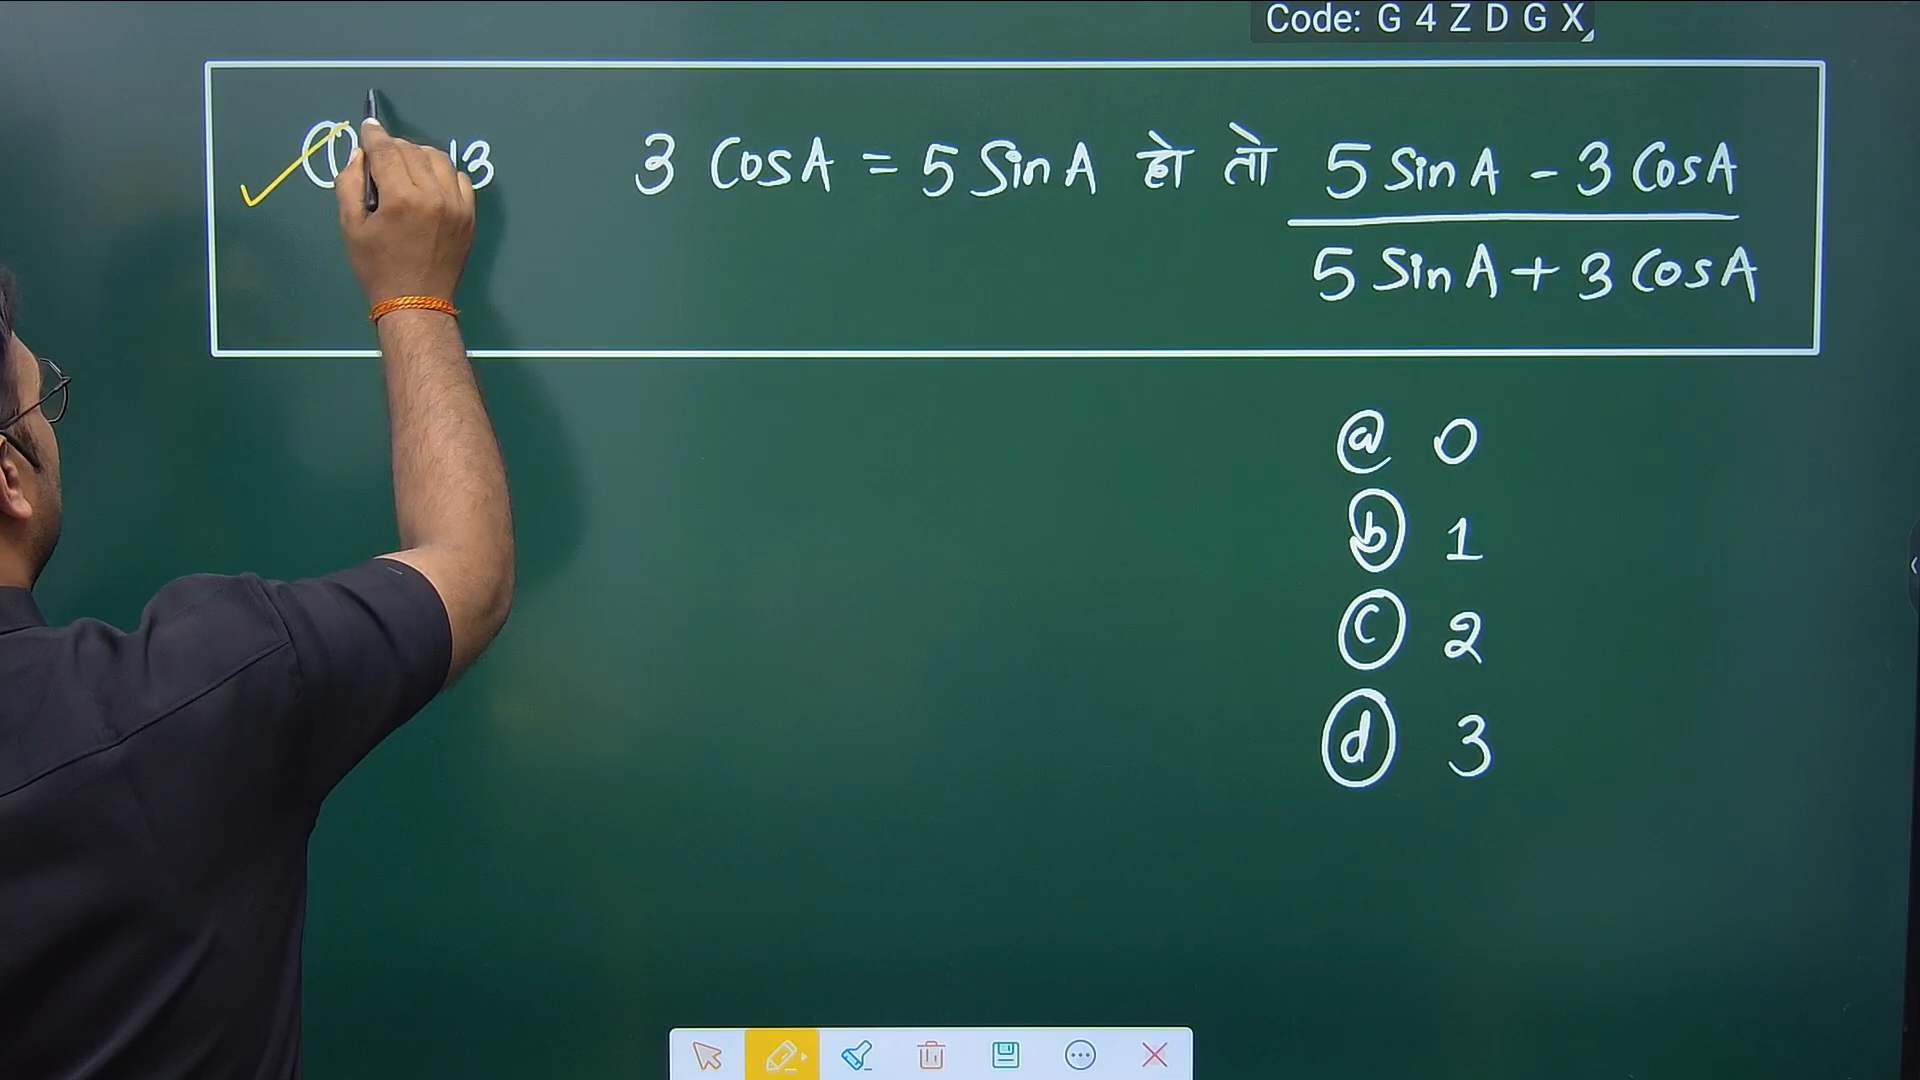 Code: G 4 Z D G X
① 13 3 CosA = 5 SinA हो तो 5 SinA - 3 CosA
5 SinA + 3 CosA
ⓐ 0
ⓑ 1
ⓒ 2
ⓓ 3